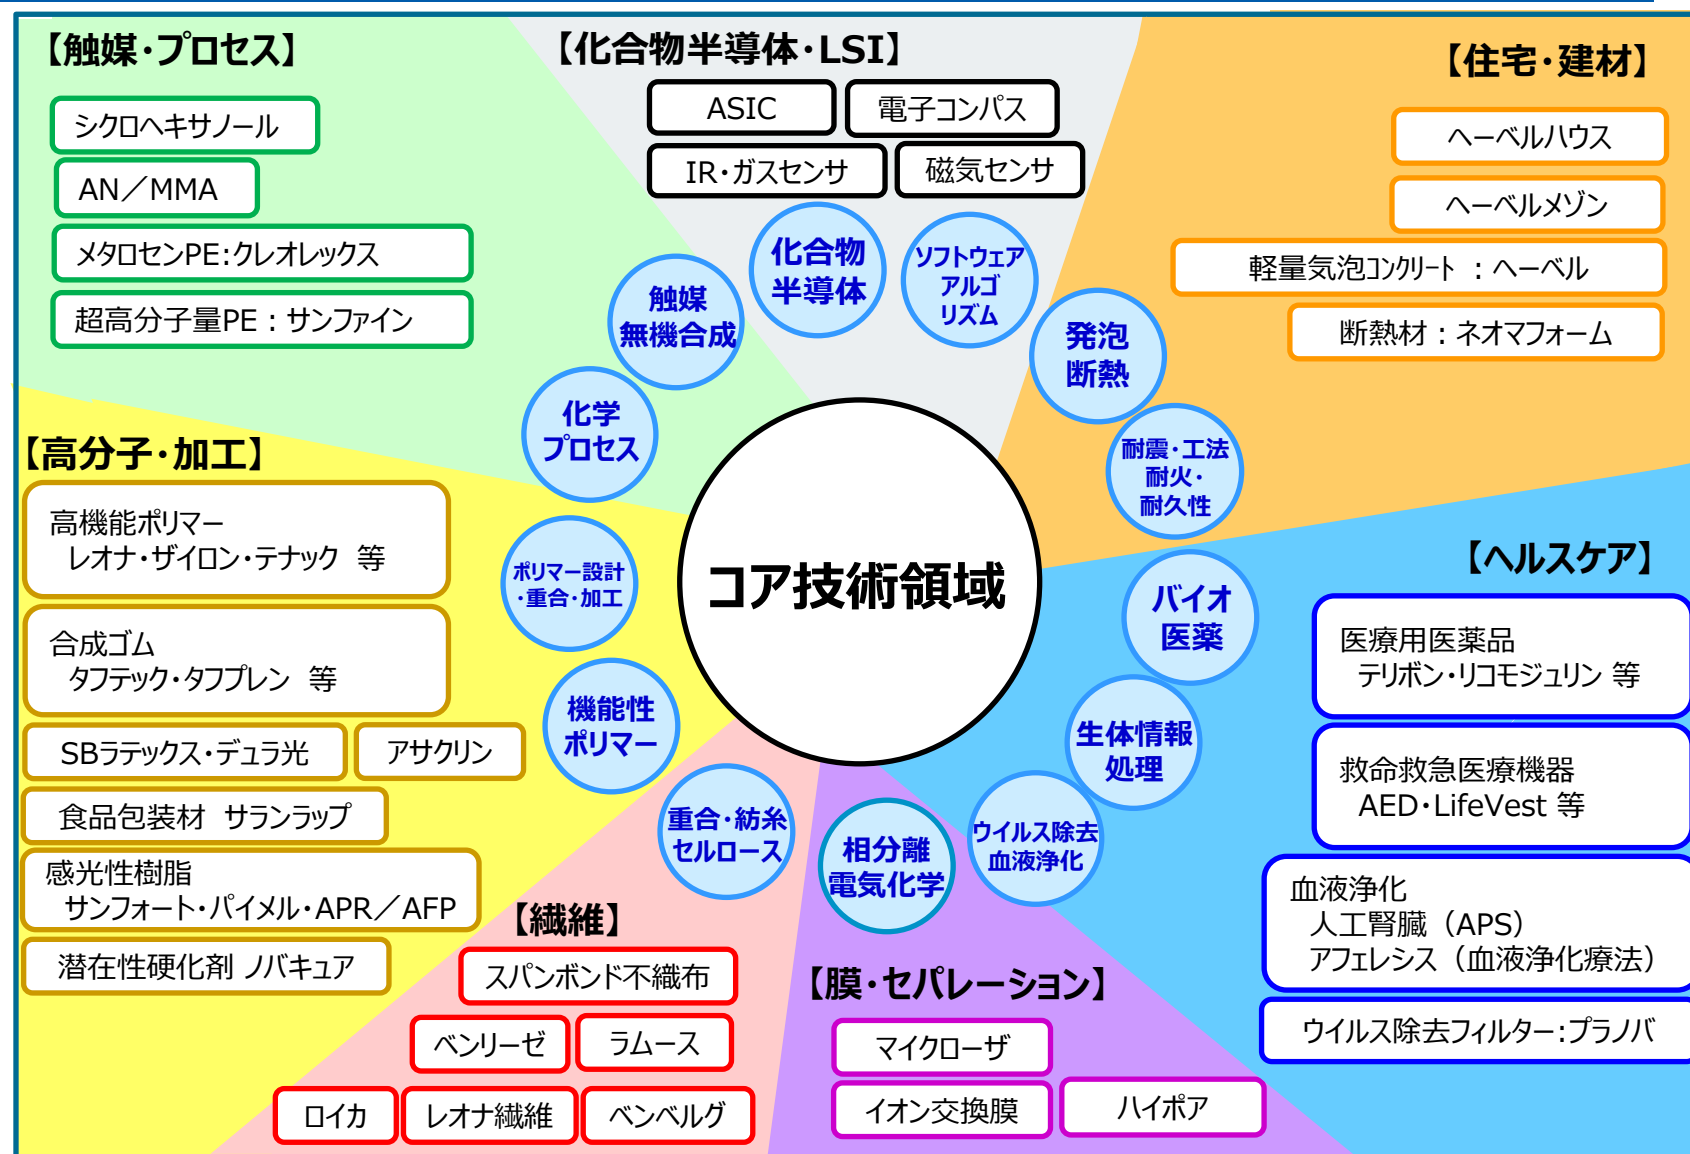 【触媒・プロセス】
シクロヘキサノール
AN／MMA
メタロセンPE：クレオレックス
超高分子量PE：サンファイン
【化合物半導体・LSI】
ASIC
電子コンパス
IR・ガスセンサ
磁気センサ
【住宅・建材】
ヘーベルハウス
ヘーベルメゾン
軽量気泡コンクリート ：ヘーベル
断熱材：ネオマフォーム
化合物
半導体
ソフトウェア
アルゴ
リズム
触媒
無機合成
発泡
断熱
化学
プロセス
耐震・工法
耐火・
耐久性
コア技術領域
ポリマー設計
・重合・加工
バイオ
医薬
機能性
ポリマー
生体情報
処理
重合・紡糸
セルロース
相分離
電気化学
ウイルス除去
血液浄化
【高分子・加工】
高機能ポリマー
レオナ・ザイロン・テナック 等
合成ゴム
タフテック・タフプレン 等
SBラテックス・デュラ光
アサクリン
食品包装材 サランラップ
感光性樹脂
サンフォート・パイメル・APR／AFP
潜在性硬化剤 ノバキュア
【繊維】
スパンボンド不織布
ベンリーゼ
ラムース
ロイカ
レオナ繊維
ベンベルグ
【膜・セパレーション】
マイクローザ
イオン交換膜
ハイポア
【ヘルスケア】
医療用医薬品
テリボン・リコモジュリン 等
救命救急医療機器
AED・LifeVest 等
血液浄化
人工腎臓（APS）
アフェレシス（血液浄化療法）
ウイルス除去フィルター：プラノバ